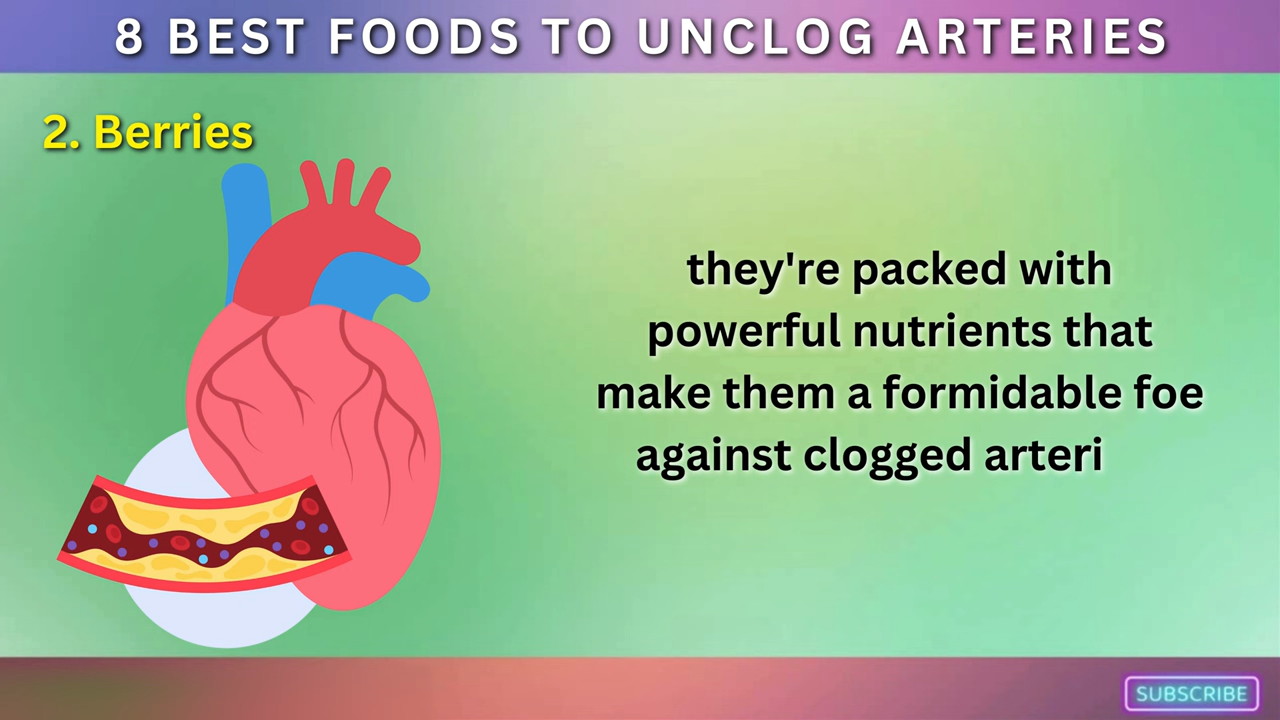 8 BEST FOODS TO UNCLOG ARTERIES
2. Berries
they're packed with
powerful nutrients that
make them a formidable foe
against clogged arteri
SUBSCRIBE